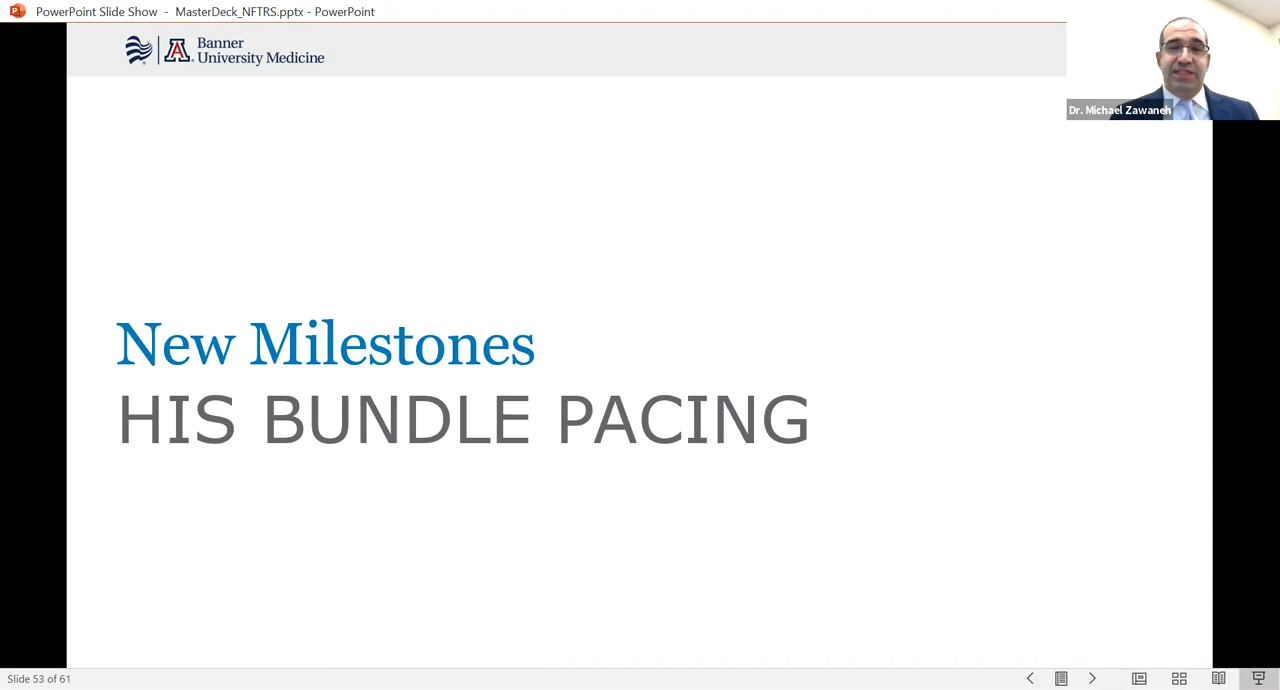 PowerPoint Slide Show - MasterDeck_NFTRS.pptx - PowerPoint
Banner
University Medicine
Dr. Michael Zawaneh
New Milestones
HIS BUNDLE PACING
Slide 53 of 61